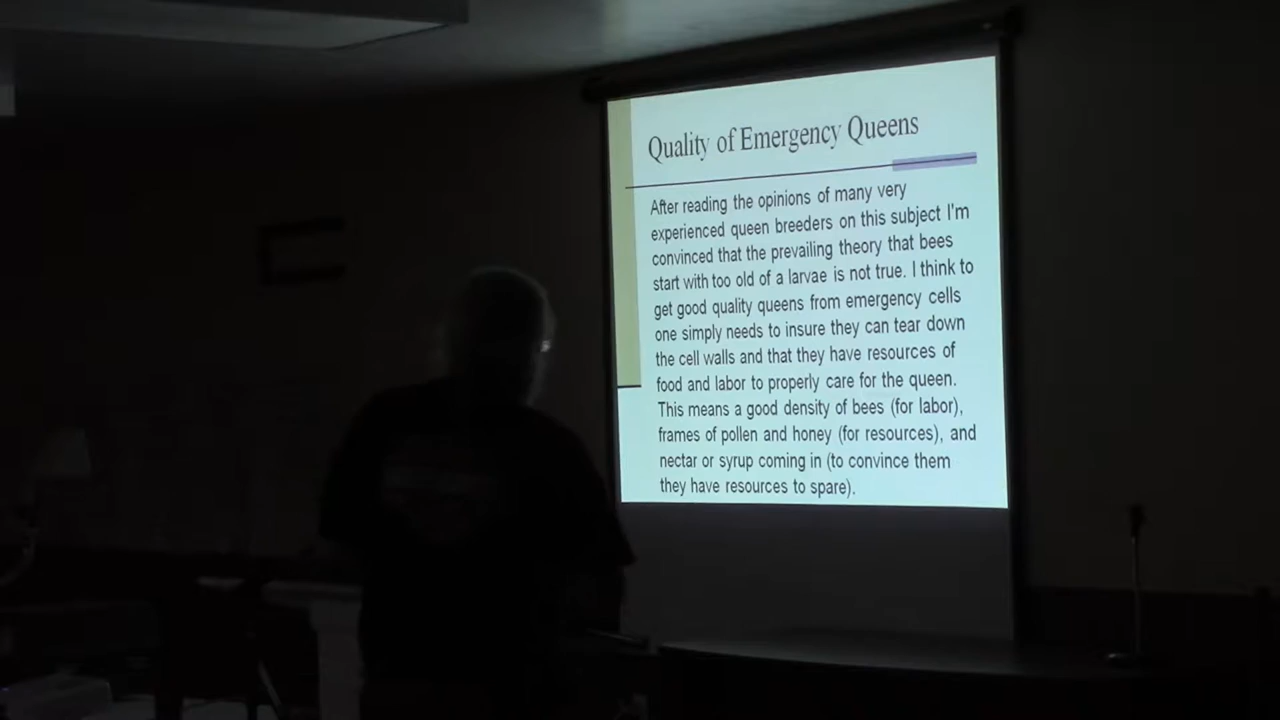 Quality of Emergency Queens
After reading the opinions of many very
experienced queen breeders on this subject I'm
convinced that the prevailing theory that bees
start with too old of a larvae is not true. I think to
get good quality queens from emergency cells
one simply needs to insure they can tear down
the cell walls and that they have resources of
food and labor to properly care for the queen.
This means a good density of bees (for labor),
frames of pollen and honey (for resources), and
nectar or syrup coming in (to convince them
they have resources to spare).